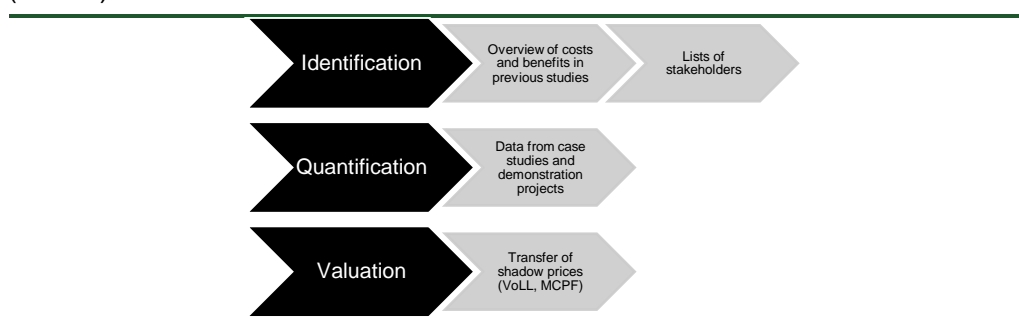 Identification
Overview of costs
and benefits in
previous studies
Lists of
stakeholders
Quantification
Data from case
studies and
demonstration
projects
Valuation
Transfer of
shadow prices
(VoLL, MCPF)